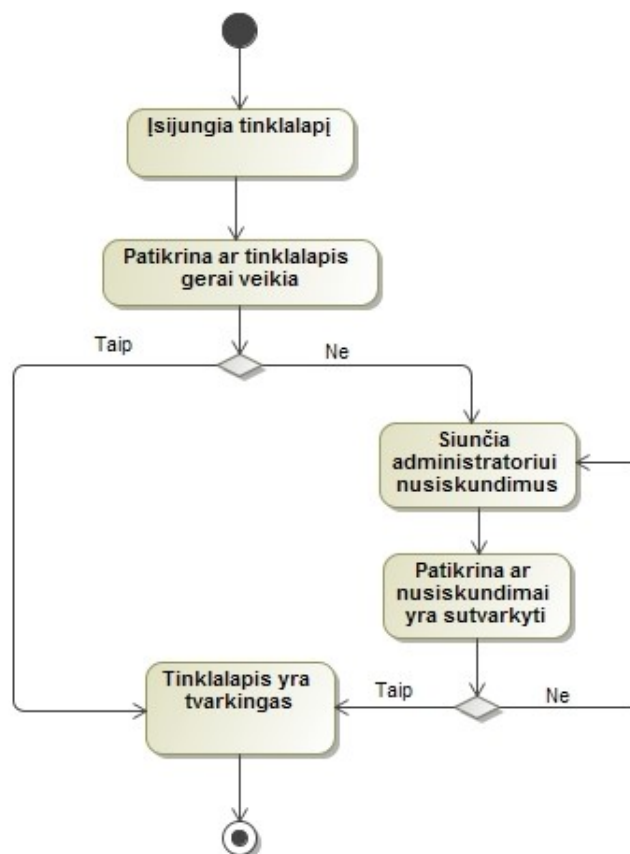 Įsijungia tinklalapį
Patikrina ar tinklalapis
gerai veikia
Taip
Ne
Siunčia
administratoriui
nusiskundimus
Patikrina ar
nusiskundimai
yra sutvarkyti
Tinklalapis yra
tvarkingas
Taip
Ne